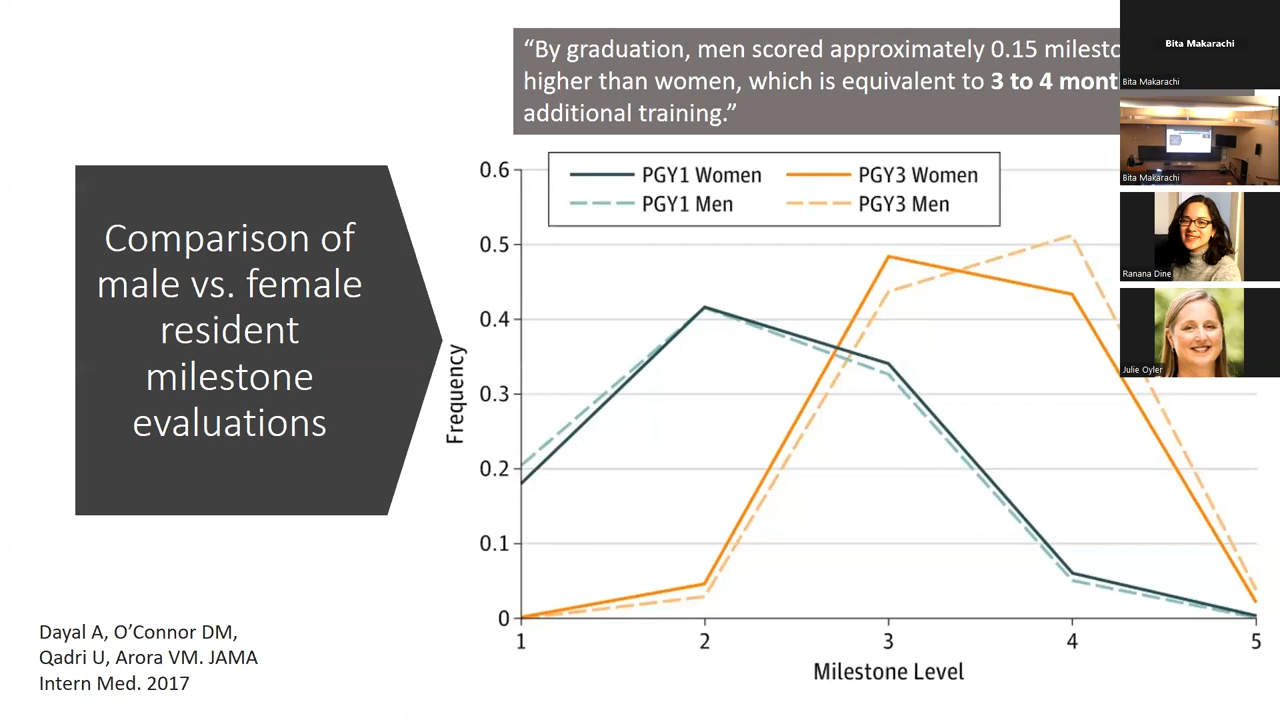 “By graduation, men scored approximately 0.15
higher than women, which is equivalent to 3 to 4
additional training.”
Comparison of
male vs. female
resident
milestone
evaluations
PGY1 Women
PGY3 Women
PGY1 Men
PGY3 Men
Frequency
0.6
0.5
0.4
0.3
0.2
0.1
0
1 2 3 4 5
Milestone Level
Dayal A, O’Connor DM,
Qadri U, Arora VM. JAMA
Intern Med. 2017
Bita Makarachi
Bita Makarachi
Bita Makarachi
Ranana Dine
Julie Oyler